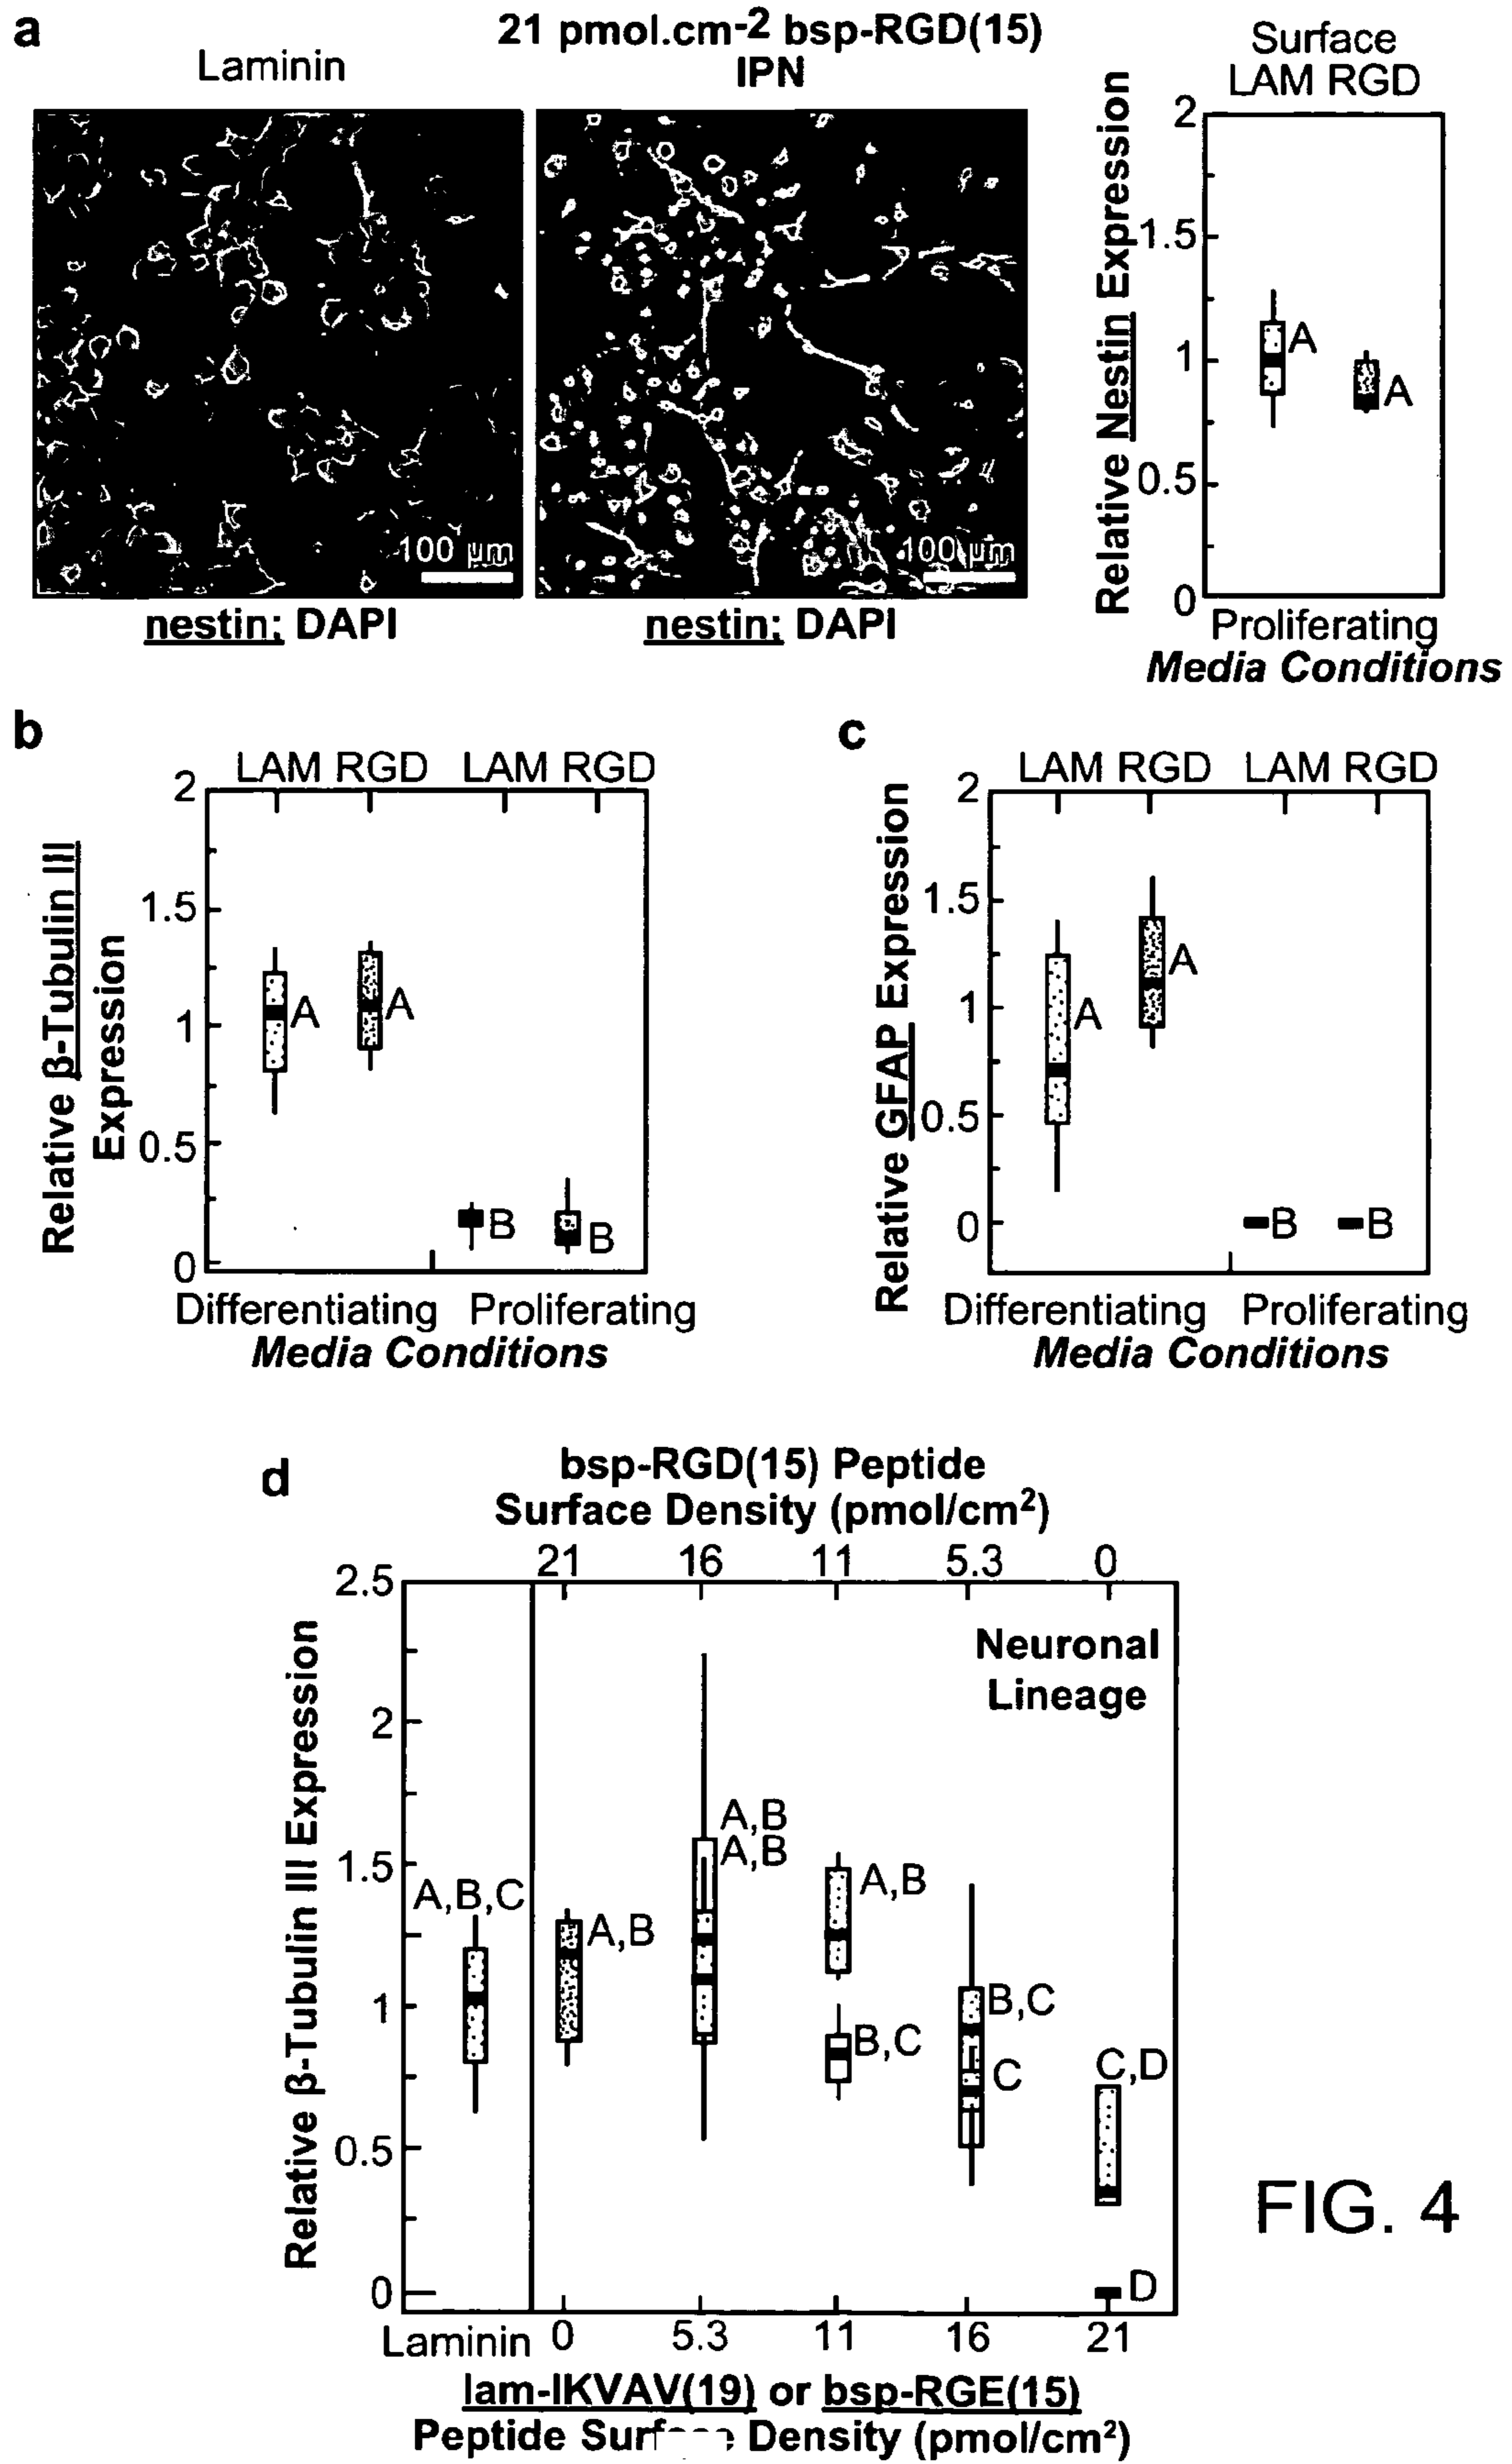 a
Laminin
21 pmol.cm-2 bsp-RGD(15)
IPN
100 µm
100 µm
nestin; DAPI
nestin; DAPI
Surface
LAM RGD
Relative Nestin Expression
2
1.5
1
0.5
0
A
A
Proliferating
Media Conditions
b
LAM RGD LAM RGD
Relative β-Tubulin III
Expression
2
1.5
1
0.5
0
A
A
B
B
Differentiating Proliferating
Media Conditions
c
LAM RGD LAM RGD
Relative GFAP Expression
2
1.5
1
0.5
0
A
A
B
B
Differentiating Proliferating
Media Conditions
d
bsp-RGD(15) Peptide
Surface Density (pmol/cm2)
21 16 11 5.3 0
Relative β-Tubulin III Expression
2.5
2
1.5
1
0.5
0
Neuronal
Lineage
A,B,C
A,B
A,B
A,B
A,B
B,C
B,C
C
C,D
D
Laminin 0 5.3 11 16 21
lam-IKVAV(19) or bsp-RGE(15)
Peptide Density (pmol/cm2)
FIG. 4